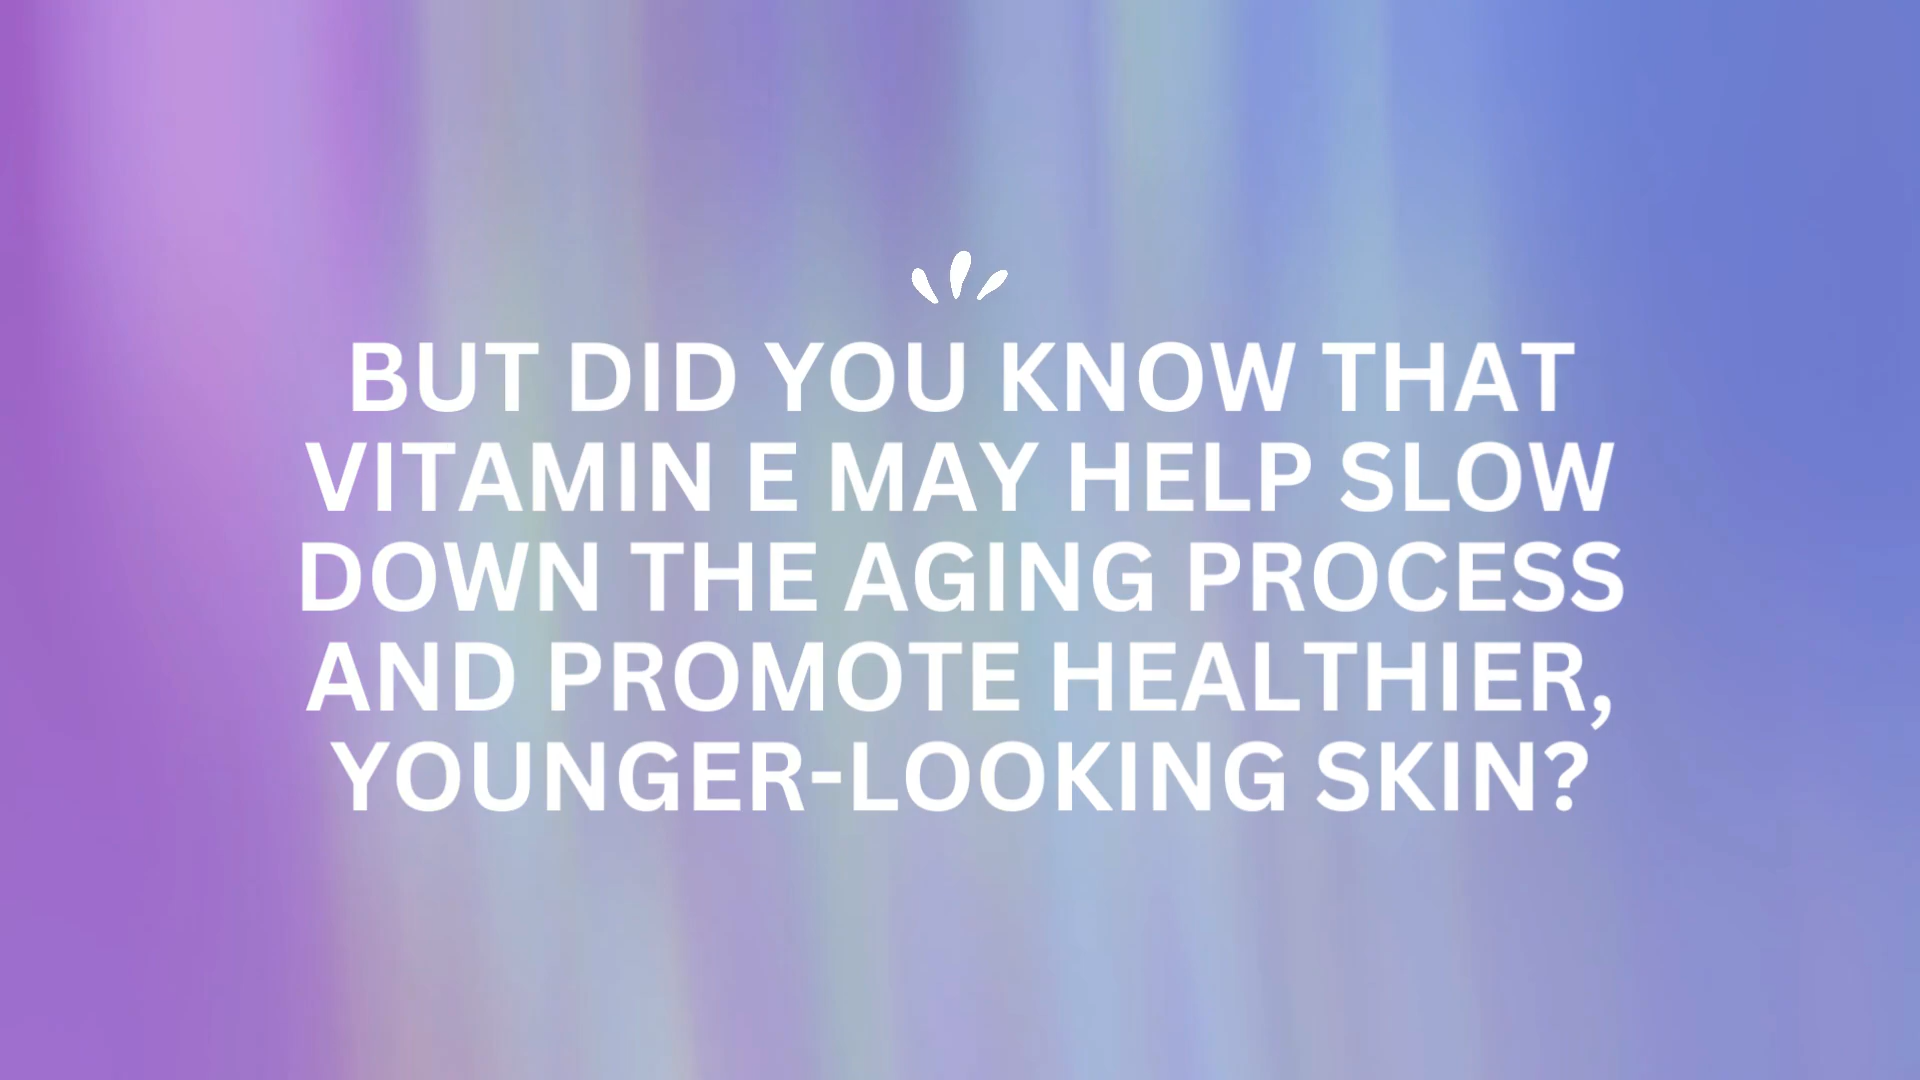 BUT DID YOU KNOW THAT
VITAMIN E MAY HELP SLOW
DOWN THE AGING PROCESS
AND PROMOTE HEALTHIER,
YOUNGER-LOOKING SKIN?